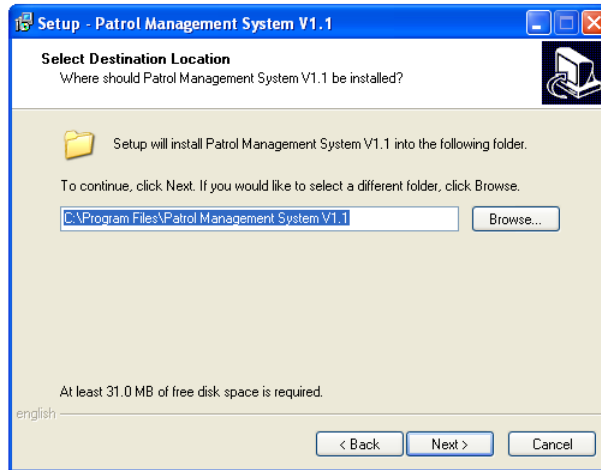 Setup - Patrol Management System V1.1
Select Destination Location
Where should Patrol Management System V1.1 be installed?
Setup will install Patrol Management System V1.1 into the following folder.
To continue, click Next. If you would like to select a different folder, click Browse.
C:\Program Files\Patrol Management System V1.1
Browse...
At least 31.0 MB of free disk space is required.
english
< Back
Next >
Cancel